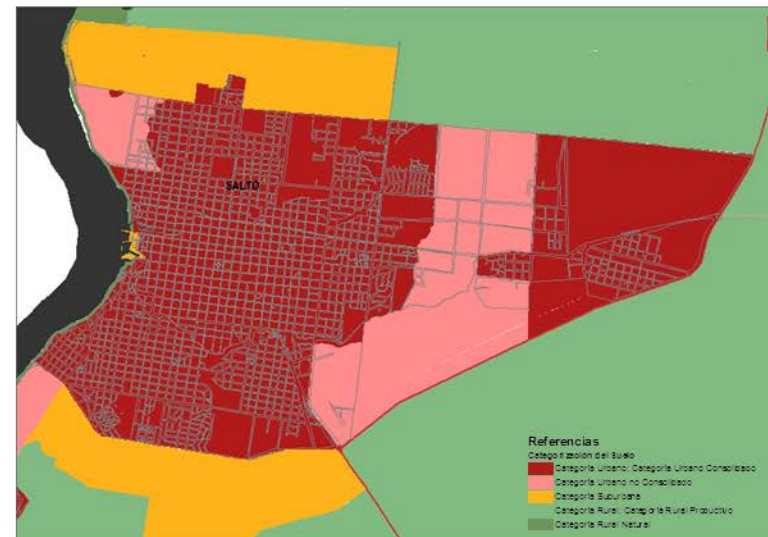 SALTO
Referencias
Categorización del Suelo
Categoría Urbano: Categoría Urbano Consolidado
Categoría Urbano no Consolidado
Categoría Suburbana
Categoría Rural: Categoría Rural Productivo
Categoría Rural Natural